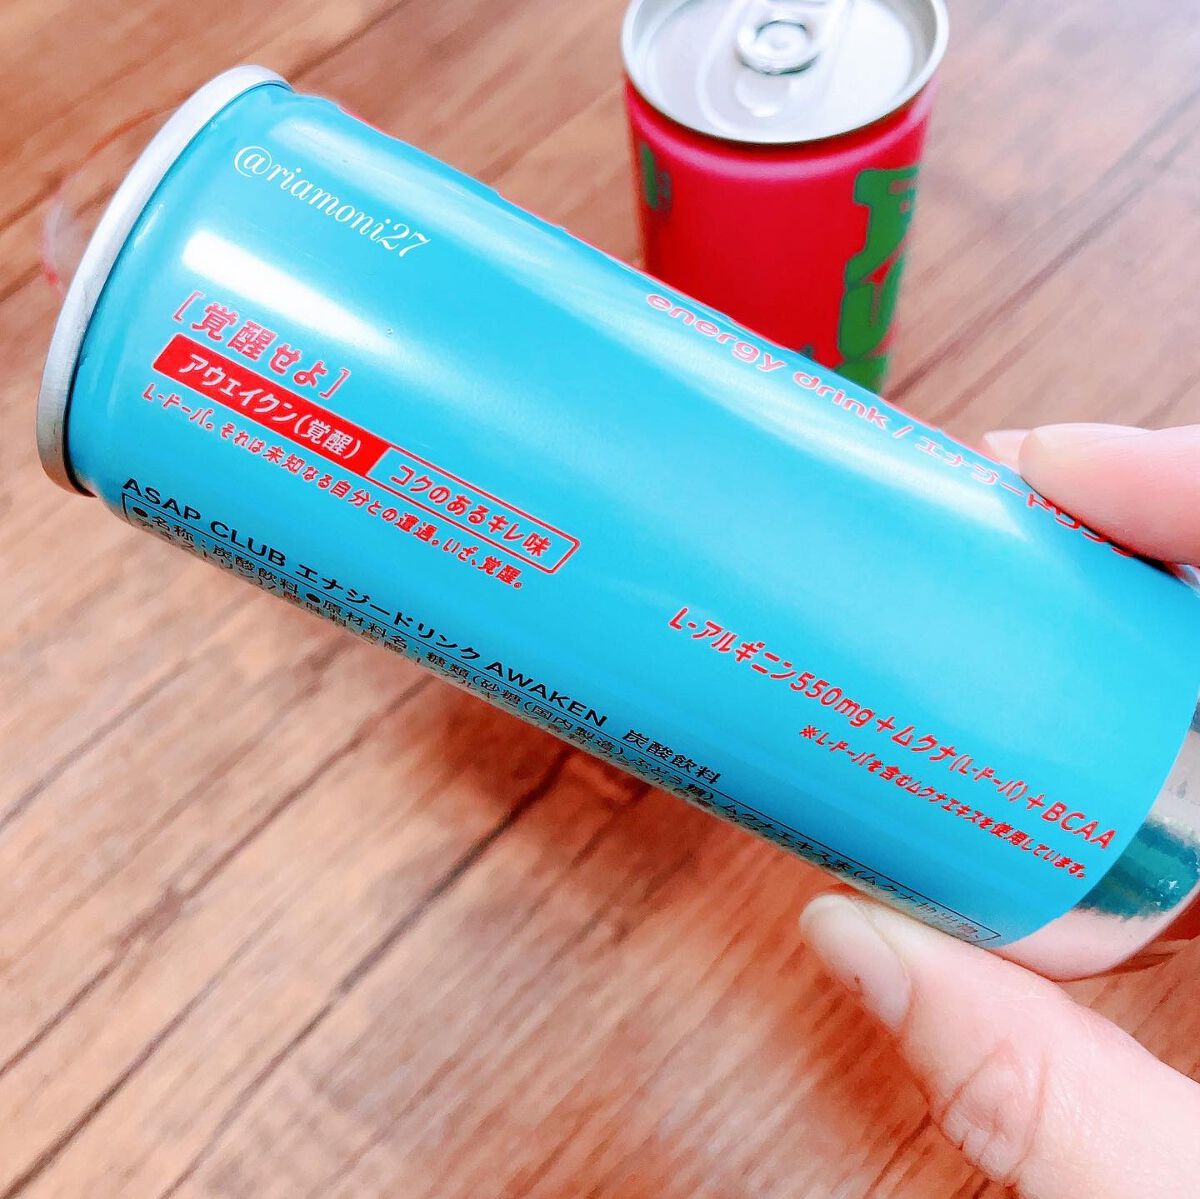 @riamoni27
energy drink / エナジードリンク
[覚醒せよ]
アウェイクン(覚醒) コクのあるキレ味
L-ドーパ。それは未知なる自分との遭遇。いざ、覚醒。
L-アルギニン550mg+ムクナ(L-ドーパ)+BCAA
※L-ドーパを含むムクナエキスを使用しています。
ASAP CLUB エナジードリンク AWAKEN 炭酸飲料
●名称:炭酸飲料●原材料名:糖類(砂糖(国内製造)、ぶどう糖)、ムクナエキス末(ムクナ抽出物、